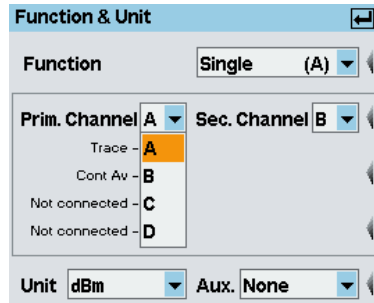 Function & Unit
Function Single (A)
Prim. Channel A Sec. Channel B
Trace – A
Cont Av – B
Not connected – C
Not connected – D
Unit dBm Aux. None